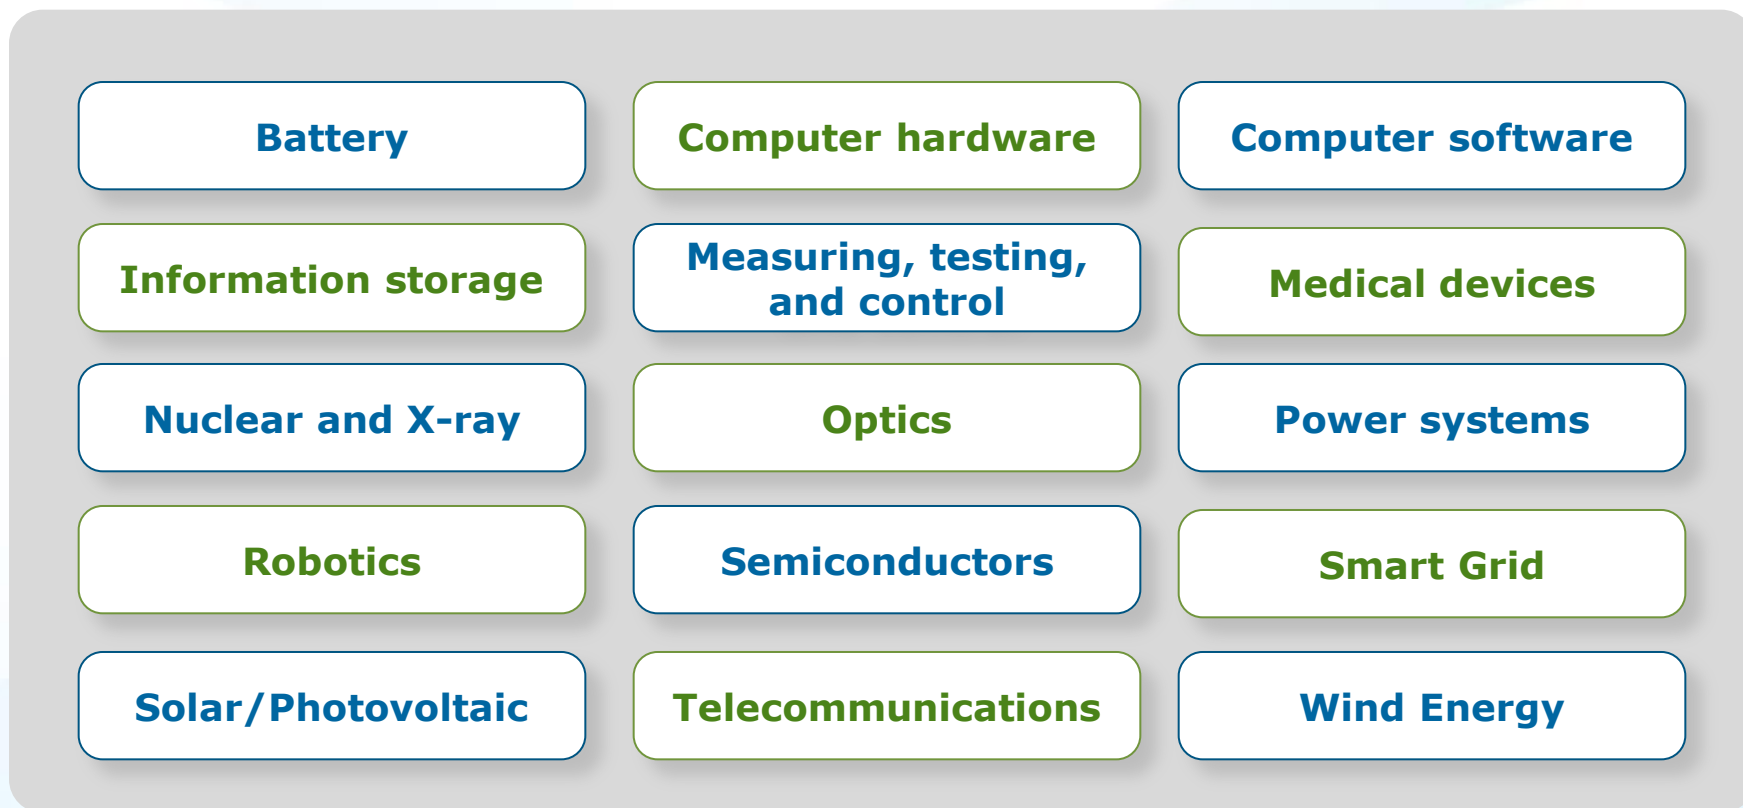 Battery
Computer hardware
Computer software
Information storage
Measuring, testing,
and control
Medical devices
Nuclear and X-ray
Optics
Power systems
Robotics
Semiconductors
Smart Grid
Solar/Photovoltaic
Telecommunications
Wind Energy